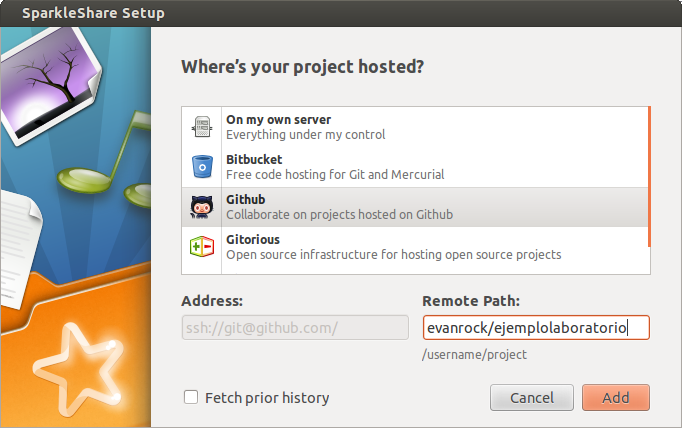 SparkleShare Setup
Where's your project hosted?
On my own server
Everything under my control
Bitbucket
Free code hosting for Git and Mercurial
Github
Collaborate on projects hosted on Github
Gitorious
Open source infrastructure for hosting open source projects
Address: Remote Path:
ssh://git@github.com/ evanrock/ejemplolaboratorio
/username/project
Fetch prior history Cancel Add